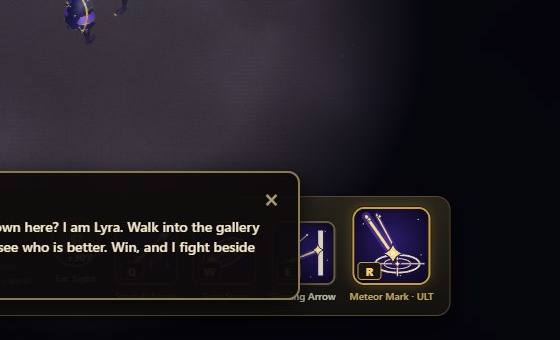 ×
own here? I am Lyra. Walk into the gallery
see who is better. Win, and I fight beside
Q
W
E
R
ng Arrow
Meteor Mark · ULT